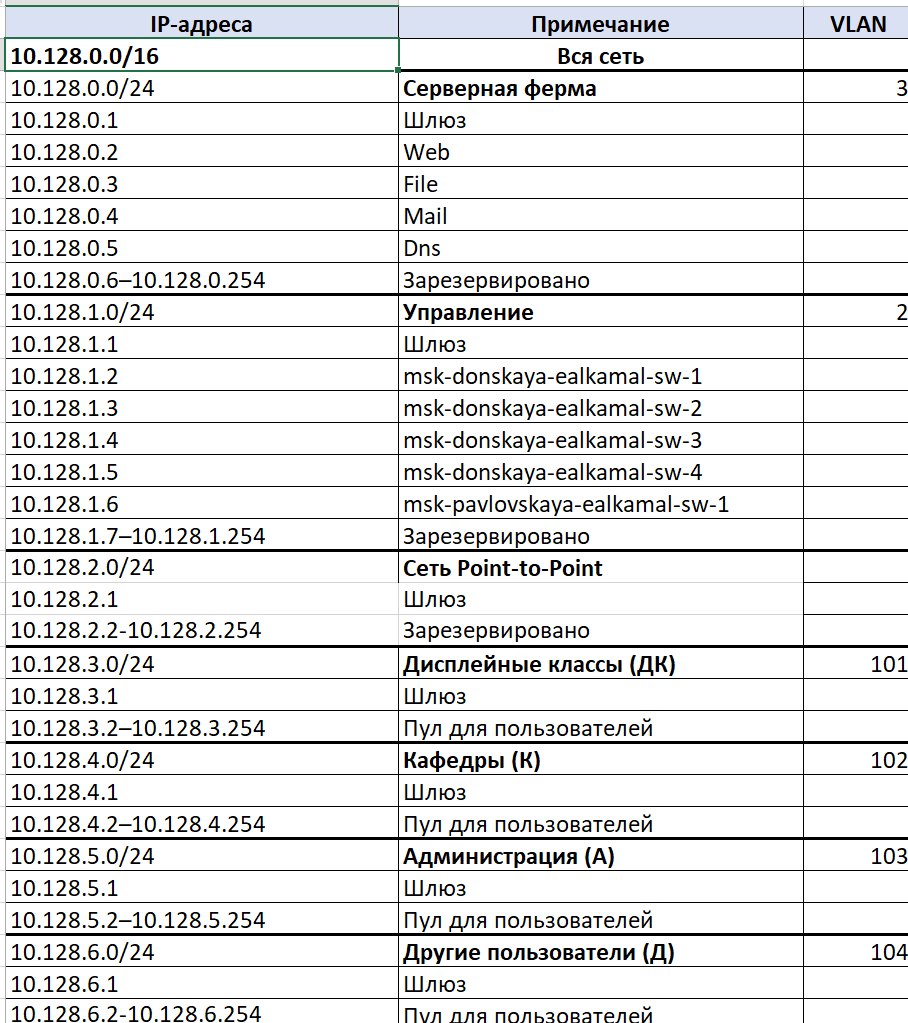 IP-адреса Примечание VLAN
10.128.0.0/16 Вся сеть
10.128.0.0/24 Серверная ферма 3
10.128.0.1 Шлюз
10.128.0.2 Web
10.128.0.3 File
10.128.0.4 Mail
10.128.0.5 Dns
10.128.0.6–10.128.0.254 Зарезервировано
10.128.1.0/24 Управление 2
10.128.1.1 Шлюз
10.128.1.2 msk-donskaya-ealkamal-sw-1
10.128.1.3 msk-donskaya-ealkamal-sw-2
10.128.1.4 msk-donskaya-ealkamal-sw-3
10.128.1.5 msk-donskaya-ealkamal-sw-4
10.128.1.6 msk-pavlovskaya-ealkamal-sw-1
10.128.1.7–10.128.1.254 Зарезервировано
10.128.2.0/24 Сеть Point-to-Point
10.128.2.1 Шлюз
10.128.2.2-10.128.2.254 Зарезервировано
10.128.3.0/24 Дисплейные классы (ДК) 101
10.128.3.1 Шлюз
10.128.3.2–10.128.3.254 Пул для пользователей
10.128.4.0/24 Кафедры (К) 102
10.128.4.1 Шлюз
10.128.4.2–10.128.4.254 Пул для пользователей
10.128.5.0/24 Администрация (А) 103
10.128.5.1 Шлюз
10.128.5.2–10.128.5.254 Пул для пользователей
10.128.6.0/24 Другие пользователи (Д) 104
10.128.6.1 Шлюз
10.128.6.2-10.128.6.254 Пул для пользователей